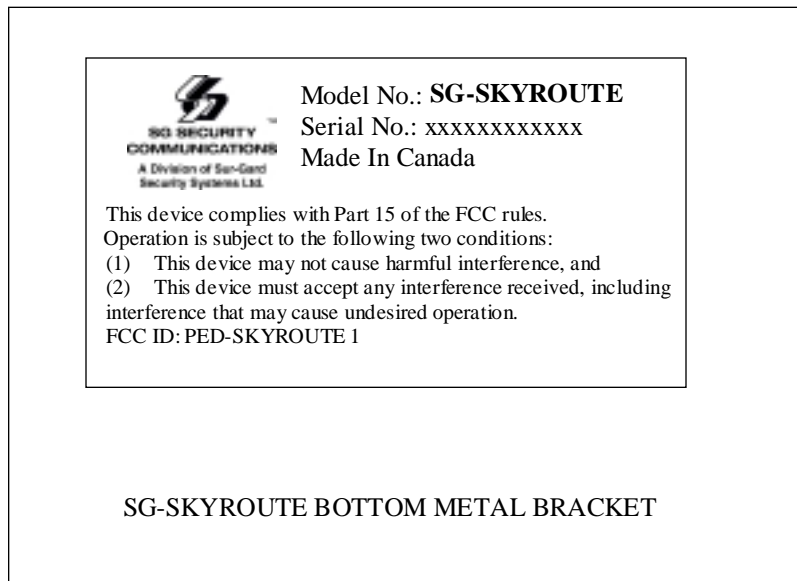 SG SECURITY
COMMUNICATIONS
A Division of Sur-Gard
Security Systems Ltd.
TM
Model No.: SG-SKYROUTE
Serial No.: xxxxxxxxxxxx
Made In Canada
This device complies with Part 15 of the FCC rules.
Operation is subject to the following two conditions:
(1) This device may not cause harmful interference, and
(2) This device must accept any interference received, including
interference that may cause undesired operation.
FCC ID: PED-SKYROUTE 1
SG-SKYROUTE BOTTOM METAL BRACKET